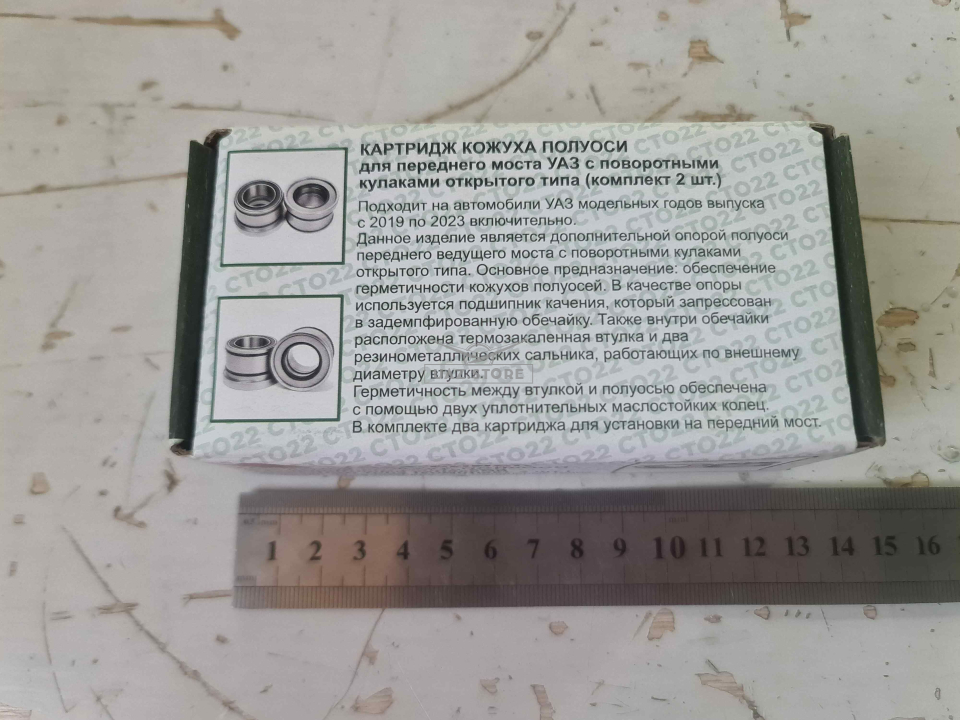 КАРТРИДЖ КОЖУХА ПОЛУОСИ
для переднего моста УАЗ с поворотными
кулаками открытого типа (комплект 2 шт.)
Подходит на автомобили УАЗ модельных годов выпуска
с 2019 по 2023 включительно.
Данное изделие является дополнительной опорой полуоси
переднего ведущего моста с поворотными кулаками
открытого типа. Основное предназначение: обеспечение
герметичности кожухов полуосей. В качестве опоры
используется подшипник качения, который запрессован
в задемпфированную обечайку. Также внутри обечайки
расположена термозакаленная втулка и два
резинометаллических сальника, работающих по внешнему
диаметру втулки.
Герметичность между втулкой и полуосью обеспечена
с помощью двух уплотнительных маслостойких колец.
В комплекте два картриджа для установки на передний мост.
СТО22
1 2 3 4 5 6 7 8 9 10 11 12 13 14 15 16